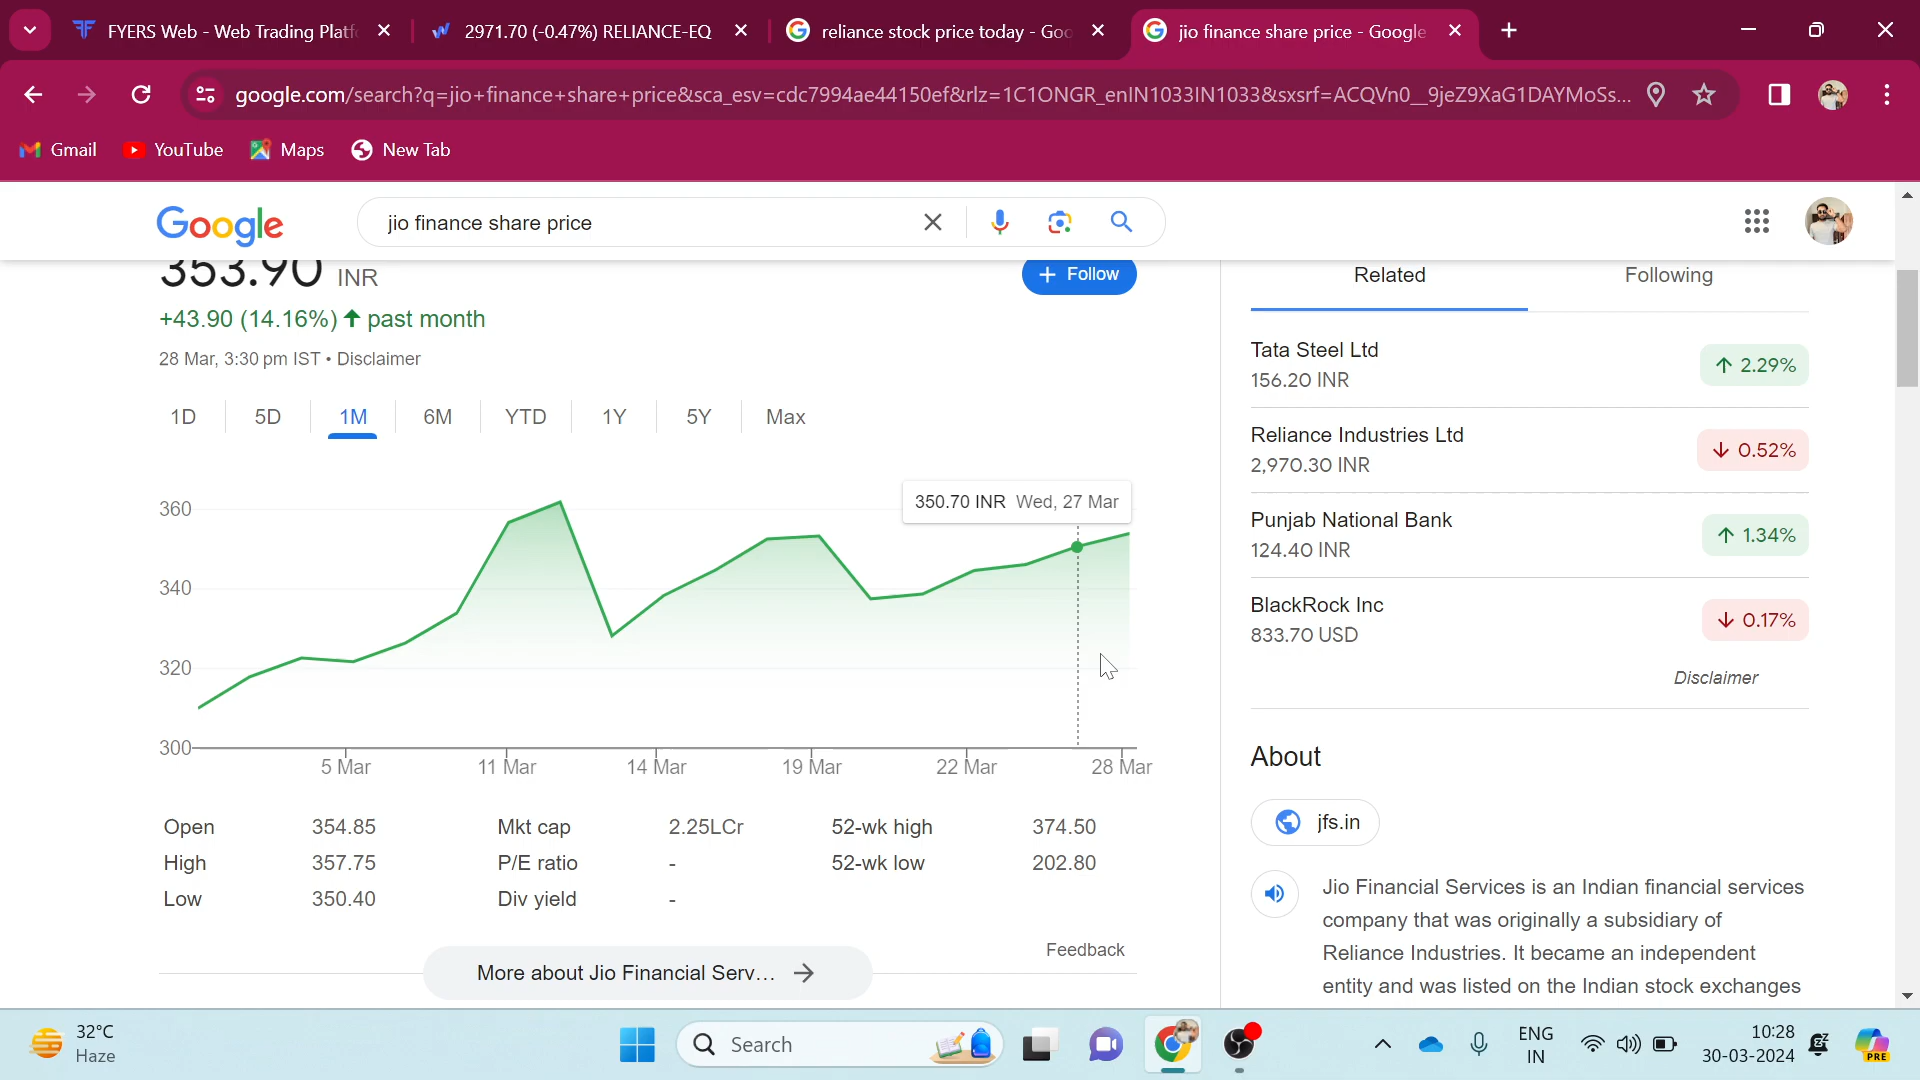 FYERS Web - Web Trading Platf
2971.70 (-0.47%) RELIANCE-EQ
reliance stock price today - Goo
jio finance share price - Google
google.com/search?q=jio+finance+share+price&sca_esv=cdc7994ae44150ef&rlz=1C1ONGR_enIN1033IN1033&sxsrf=ACQVn0__9jeZ9XaG1DAYMoSs...
Gmail
YouTube
Maps
New Tab
Google
jio finance share price
353.90 INR
+ Follow
+43.90 (14.16%) ↑ past month
28 Mar, 3:30 pm IST • Disclaimer
1D
5D
1M
6M
YTD
1Y
5Y
Max
350.70 INR Wed, 27 Mar
360
340
320
300
5 Mar
11 Mar
14 Mar
19 Mar
22 Mar
28 Mar
Open 354.85 Mkt cap 2.25LCr 52-wk high 374.50
High 357.75 P/E ratio - 52-wk low 202.80
Low 350.40 Div yield -
Feedback
More about Jio Financial Serv... →
Related
Following
Tata Steel Ltd
156.20 INR
↑ 2.29%
Reliance Industries Ltd
2,970.30 INR
↓ 0.52%
Punjab National Bank
124.40 INR
↑ 1.34%
BlackRock Inc
833.70 USD
↓ 0.17%
Disclaimer
About
jfs.in
Jio Financial Services is an Indian financial services
company that was originally a subsidiary of
Reliance Industries. It became an independent
entity and was listed on the Indian stock exchanges
32°C
Haze
Search
ENG
IN
10:28
30-03-2024
PRE